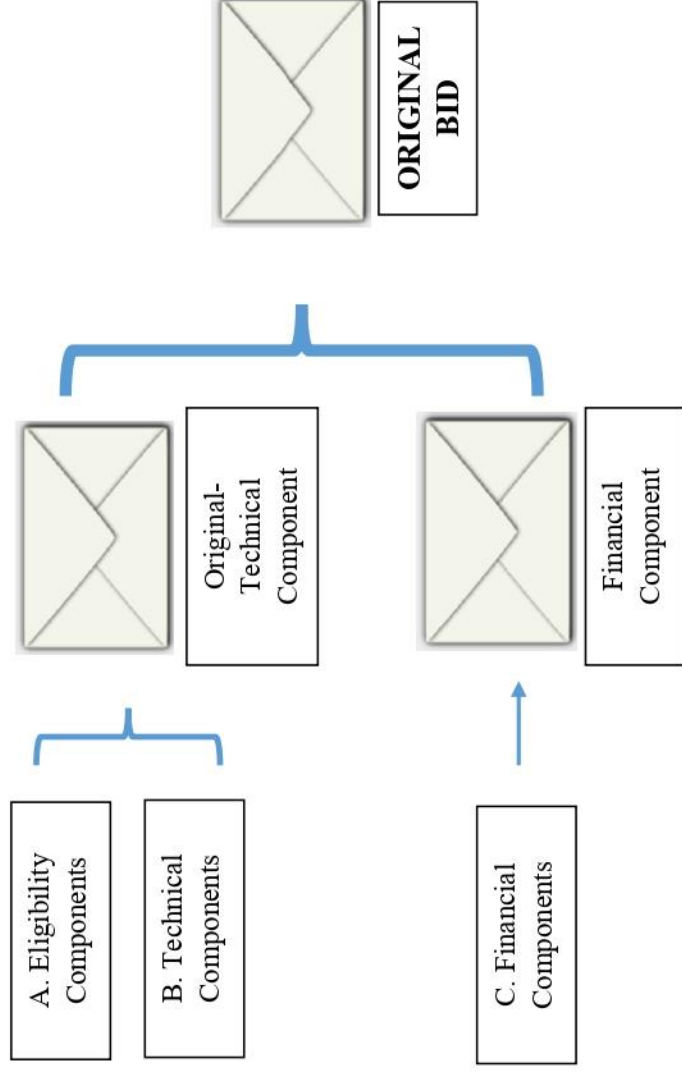 A. Eligibility
Components
B. Technical
Components
C. Financial
Components
Original-
Technical
Component
Financial
Component
ORIGINAL
BID